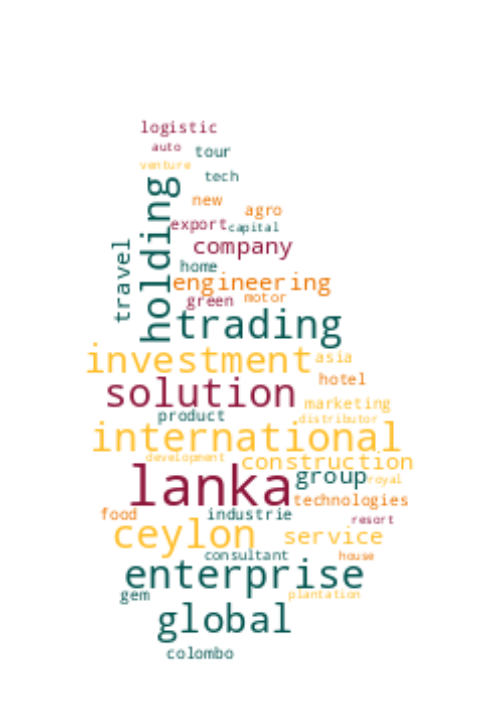 logistic
auto
tour
venture
tech
holding
new
agro
export
capital
company
travel
home
engineering
green
motor
trading
investment
asia
solution
hotel
marketing
product
distributor
international
development
construction
lanka
group
royal
technologies
food
industrie
resort
ceylon
service
consultant
house
enterprise
gem
plantation
global
colombo